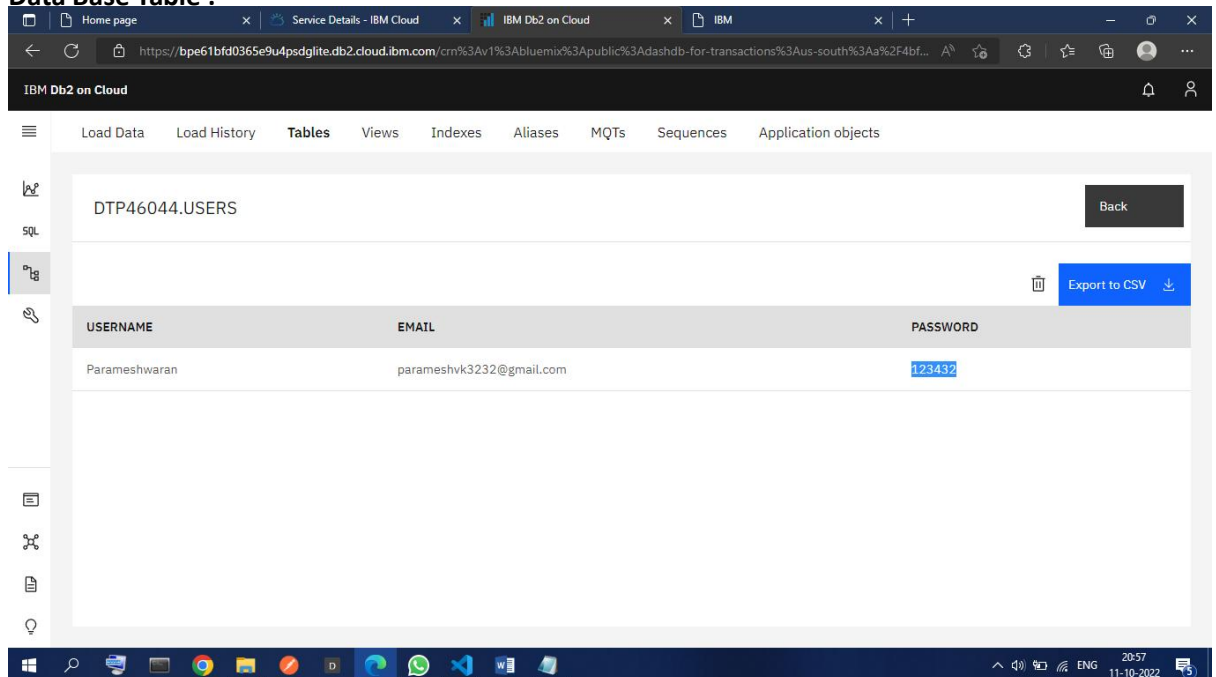 Data Base Table :
Home page
Service Details - IBM Cloud
IBM Db2 on Cloud
IBM
https://bpe61bfd0365e9u4psdglite.db2.cloud.ibm.com/crn%3Av1%3Abluemix%3Apublic%3Adashdb-for-transactions%3Aus-south%3Aa%2F4bf...
IBM Db2 on Cloud
Load Data Load History Tables Views Indexes Aliases MQTs Sequences Application objects
DTP46044.USERS
Back
SQL
Export to CSV
USERNAME EMAIL PASSWORD
Parameshwaran parameshvk3232@gmail.com 123432
ENG
20:57
11-10-2022
5